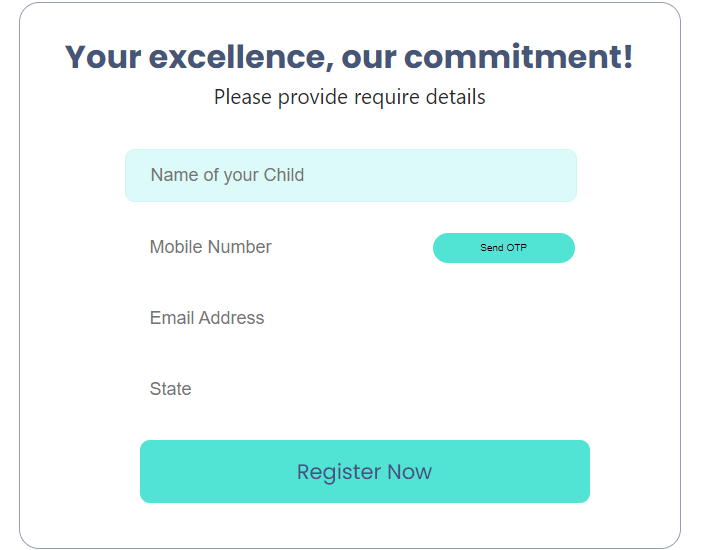 Your excellence, our commitment!
Please provide require details
Name of your Child
Mobile Number
Send OTP
Email Address
State
Register Now